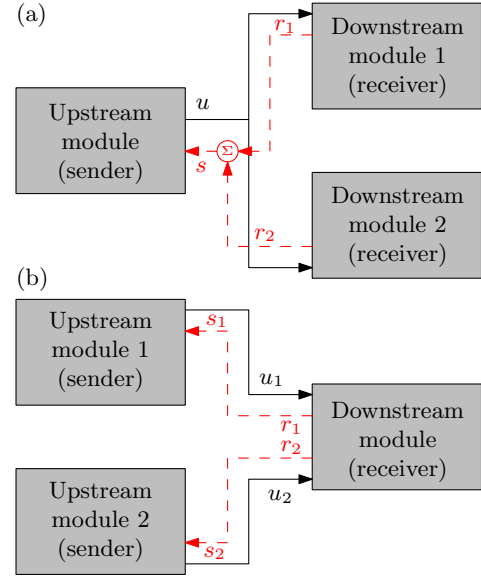 (a)
Upstream
module
(sender)
u
s
Σ
r₁
r₂
Downstream
module 1
(receiver)
Downstream
module 2
(receiver)
(b)
Upstream
module 1
(sender)
s₁
u₁
r₁
r₂
u₂
s₂
Upstream
module 2
(sender)
Downstream
module
(receiver)